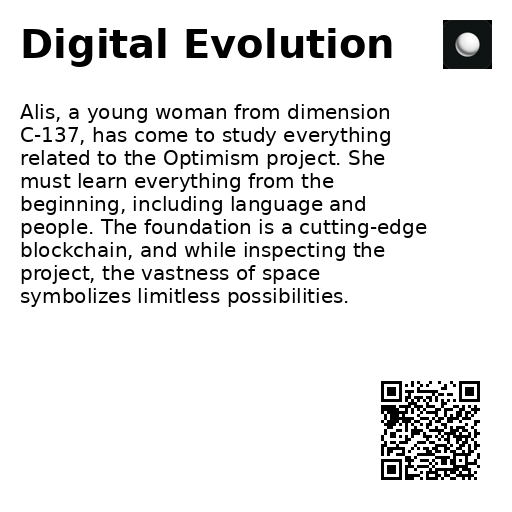 Digital Evolution
Alis, a young woman from dimension
C-137, has come to study everything
related to the Optimism project. She
must learn everything from the
beginning, including language and
people. The foundation is a cutting-edge
blockchain, and while inspecting the
project, the vastness of space
symbolizes limitless possibilities.